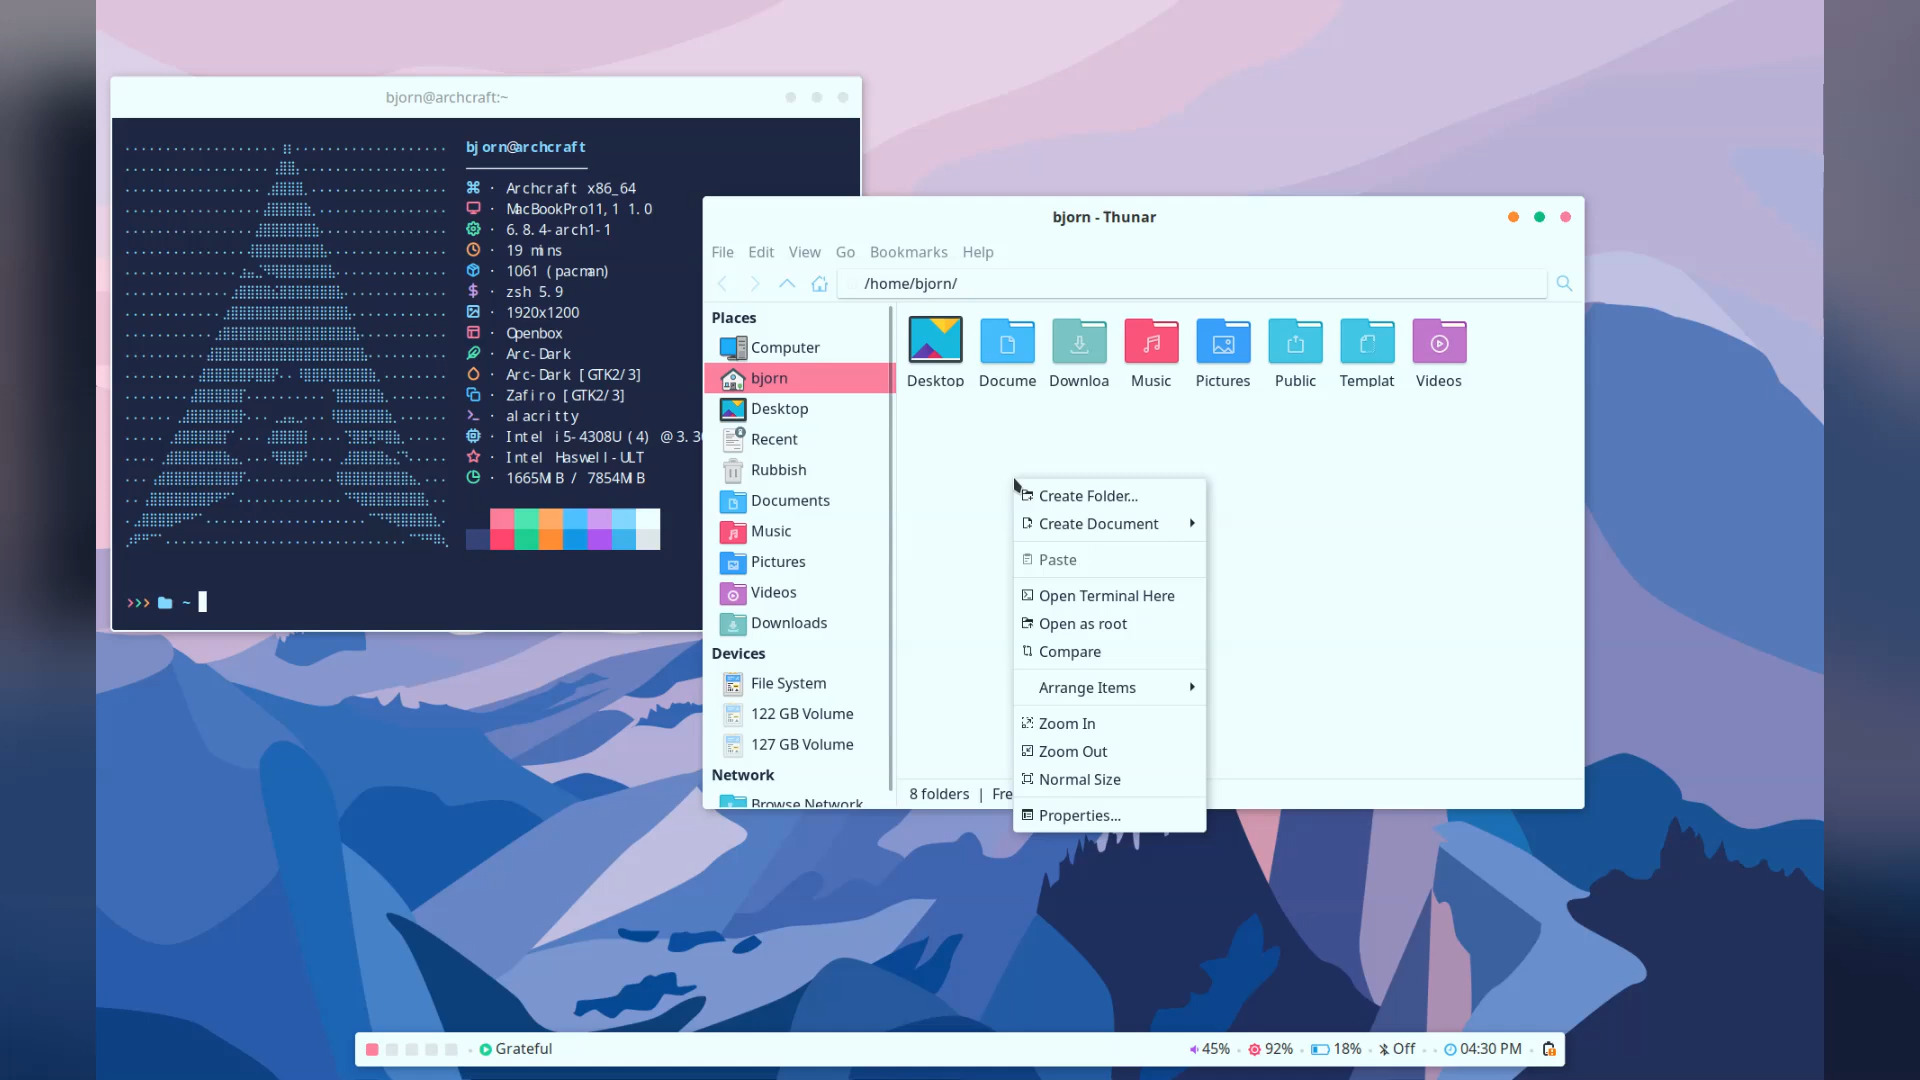 bjorn@archcraft:~
bjorn@archcraft
· Archcraft x86_64
· MacBookPro11,1 1.0
· 6.8.4-arch1-1
· 19 mins
· 1061 (pacman)
· zsh 5.9
· 1920x1200
· Openbox
· Arc-Dark
· Arc-Dark [GTK2/3]
· Zafiro [GTK2/3]
· alacritty
· Intel i5-4308U (4) @ 3.3
· Intel Haswell-ULT
· 1665MiB / 7854MiB
~
bjorn - Thunar
File Edit View Go Bookmarks Help
/home/bjorn/
Places
Computer
bjorn
Desktop
Recent
Rubbish
Documents
Music
Pictures
Videos
Downloads
Devices
File System
122 GB Volume
127 GB Volume
Network
Browse Network
Desktop Docume Downloa Music Pictures Public Templat Videos
Create Folder...
Create Document
Paste
Open Terminal Here
Open as root
Compare
Arrange Items
Zoom In
Zoom Out
Normal Size
Properties...
8 folders | Fre
Grateful
45% 92% 18% Off 04:30 PM